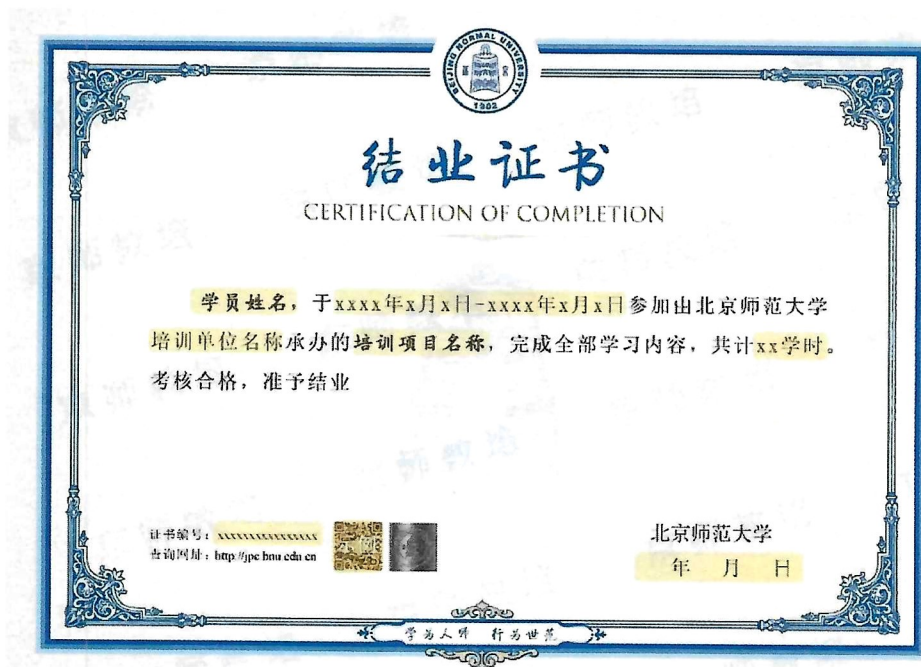 BEIJING NORMAL UNIVERSITY
1902
结业证书
CERTIFICATION OF COMPLETION
学员姓名，于xxxx年x月x日-xxxx年x月x日参加由北京师范大学
培训单位名称承办的培训项目名称，完成全部学习内容，共计xx学时。
考核合格，准予结业
证书编号：xxxxxxxxxxxxxxxx
查询网址：http://jpc.bnu.edu.cn
北京师范大学
年 月 日
学为人师 行为世范